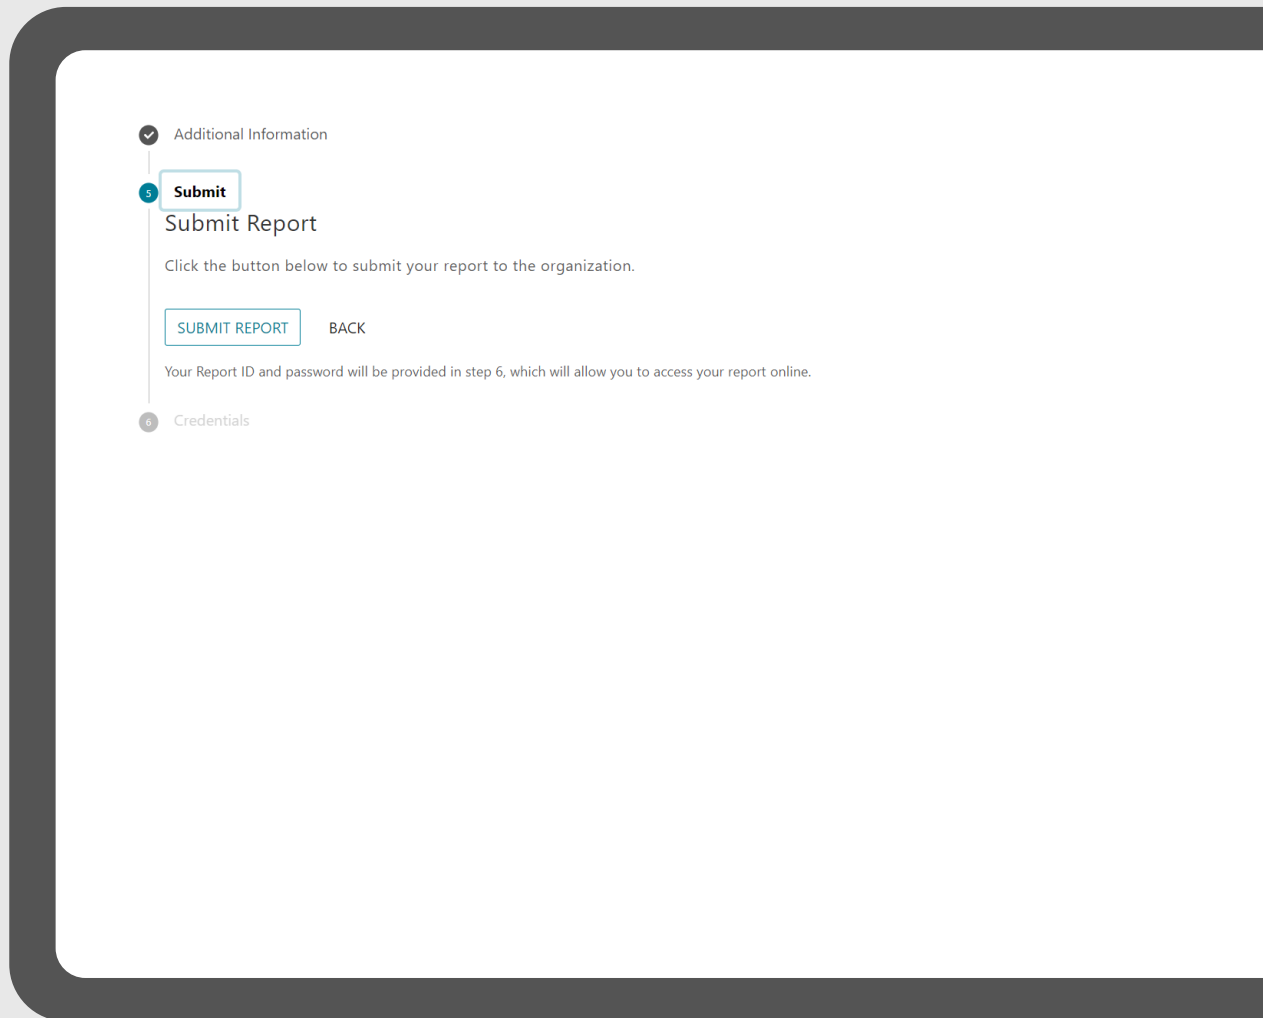 Additional Information
5 Submit
Submit Report
Click the button below to submit your report to the organization.
SUBMIT REPORT BACK
Your Report ID and password will be provided in step 6, which will allow you to access your report online.
6 Credentials